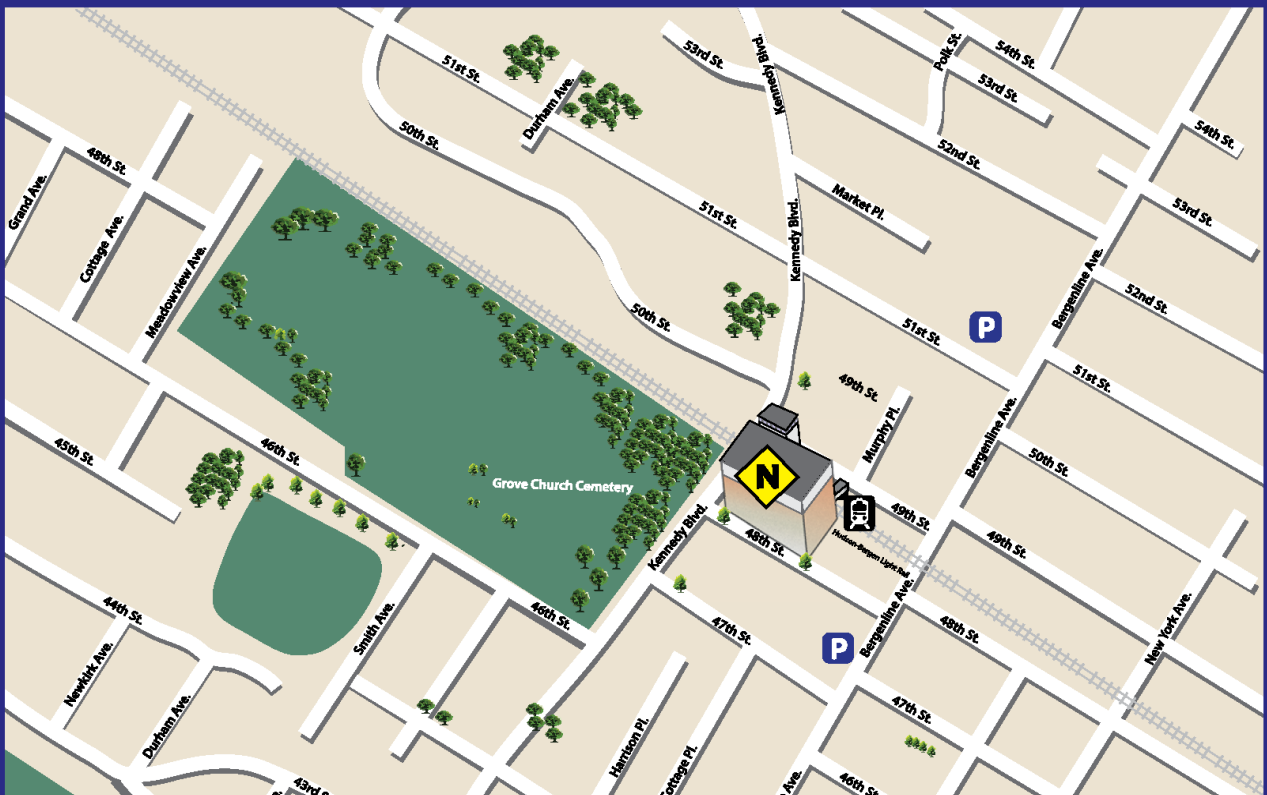 53rd St.
Kennedy Blvd.
Polk St.
54th St.
51st St.
53rd St.
Durham Ave.
50th St.
54th St.
52nd St.
48th St.
Grand Ave.
Market Pl.
53rd St.
51st St.
Kennedy Blvd.
Cottage Ave.
Meadowview Ave.
Bergenline Ave.
52nd St.
50th St.
P
51st St.
51st St.
49th St.
Murphy Pl.
Bergenline Ave.
45th St.
46th St.
50th St.
N
Grove Church Cemetery
49th St.
Kennedy Blvd.
48th St.
Hudson-Bergen Light Rail
49th St.
44th St.
46th St.
Smith Ave.
47th St.
Bergenline Ave.
48th St.
New York Ave.
P
Newkirk Ave.
Durham Ave.
47th St.
Harrison Pl.
Cottage Pl.
Ave.
46th St.
43rd